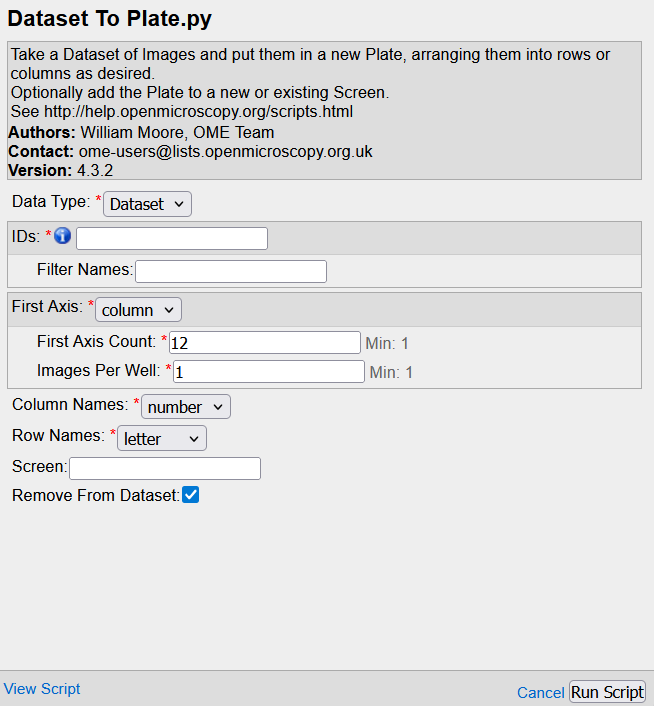 Dataset To Plate.py
Take a Dataset of Images and put them in a new Plate, arranging them into rows or
columns as desired.
Optionally add the Plate to a new or existing Screen.
See http://help.openmicroscopy.org/scripts.html
Authors: William Moore, OME Team
Contact: ome-users@lists.openmicroscopy.org.uk
Version: 4.3.2
Data Type: * Dataset
IDs: *
Filter Names:
First Axis: * column
First Axis Count: * 12 Min: 1
Images Per Well: * 1 Min: 1
Column Names: * number
Row Names: * letter
Screen:
Remove From Dataset:
View Script
Cancel Run Script